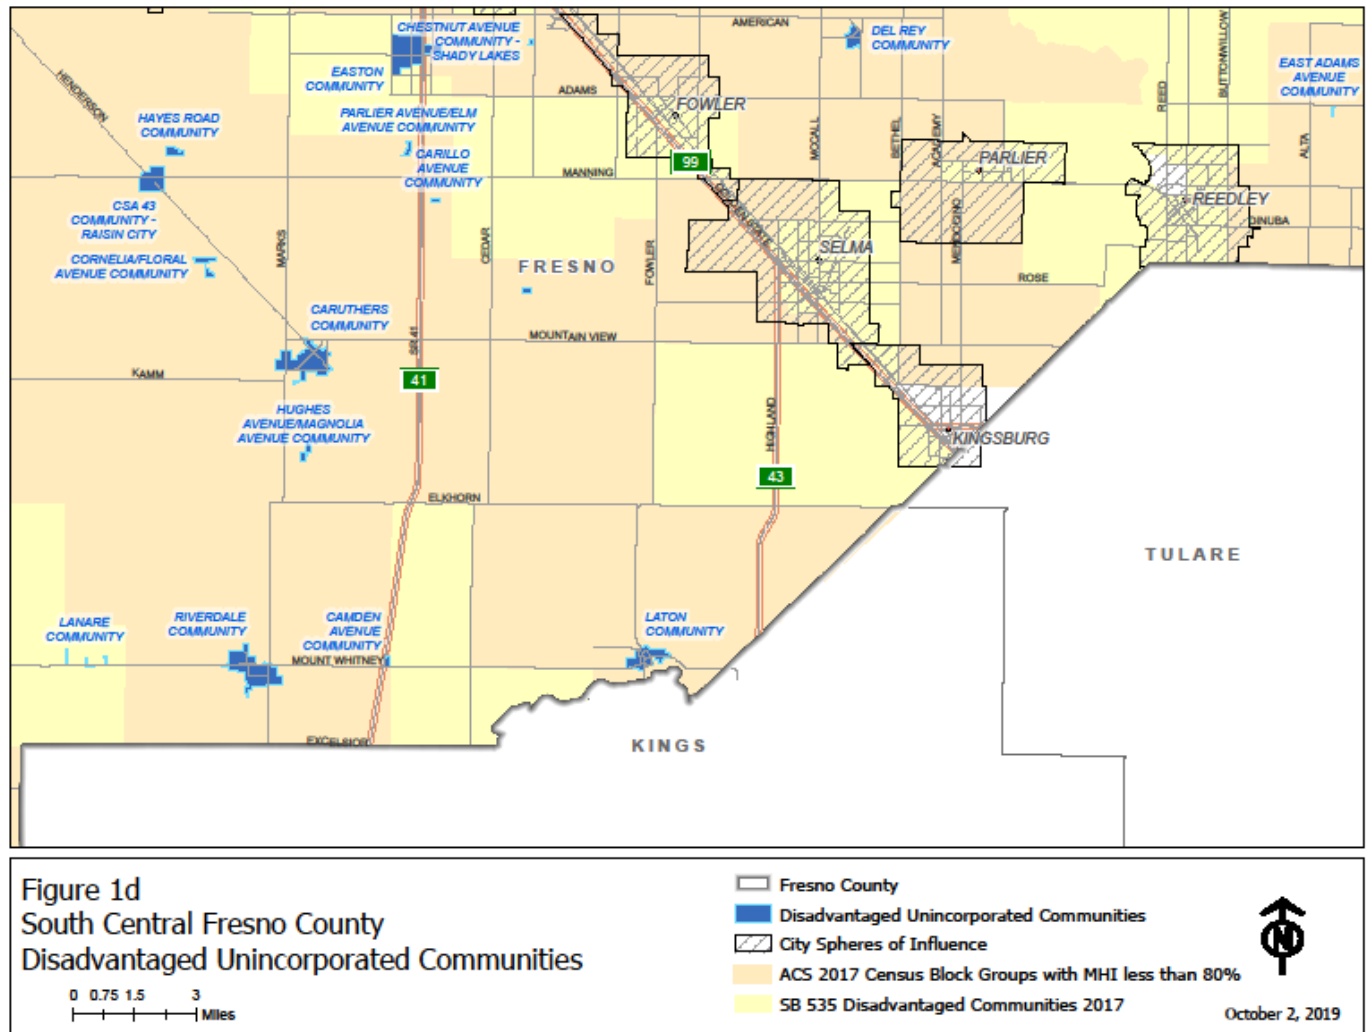 CHESTNUT AVENUE
COMMUNITY -
SHADY LAKES
AMERICAN
DEL REY
COMMUNITY
BUTTONWILLOW
REED
EAST ADAMS
AVENUE
COMMUNITY
HENDERSON
EASTON
COMMUNITY
ADAMS
FOWLER
HAYES ROAD
COMMUNITY
PARLIER AVENUE/ELM
AVENUE COMMUNITY
CARILLO
AVENUE
COMMUNITY
99
MANNING
MCCALL
BETHEL
ACADEMY
PARLIER
ALTA
REEDLEY
DINUBA
CSA 43
COMMUNITY -
RAISIN CITY
CORNELIA/FLORAL
AVENUE COMMUNITY
MARKS
CEDAR
FRESNO
FOWLER
GOLDEN STATE
SELMA
MENDOCINO
ROSE
CARUTHERS
COMMUNITY
SR 41
MOUNTAIN VIEW
KAMM
41
HUGHES
AVENUE/MAGNOLIA
AVENUE COMMUNITY
HIGHLAND
KINGSBURG
43
ELKHORN
TULARE
LANARE
COMMUNITY
RIVERDALE
COMMUNITY
CAMDEN
AVENUE
COMMUNITY
MOUNT WHITNEY
LATON
COMMUNITY
EXCELSIOR
KINGS
Figure 1d
South Central Fresno County
Disadvantaged Unincorporated Communities
0 0.75 1.5 3
Miles
Fresno County
Disadvantaged Unincorporated Communities
City Spheres of Influence
ACS 2017 Census Block Groups with MHI less than 80%
SB 535 Disadvantaged Communities 2017
N
October 2, 2019